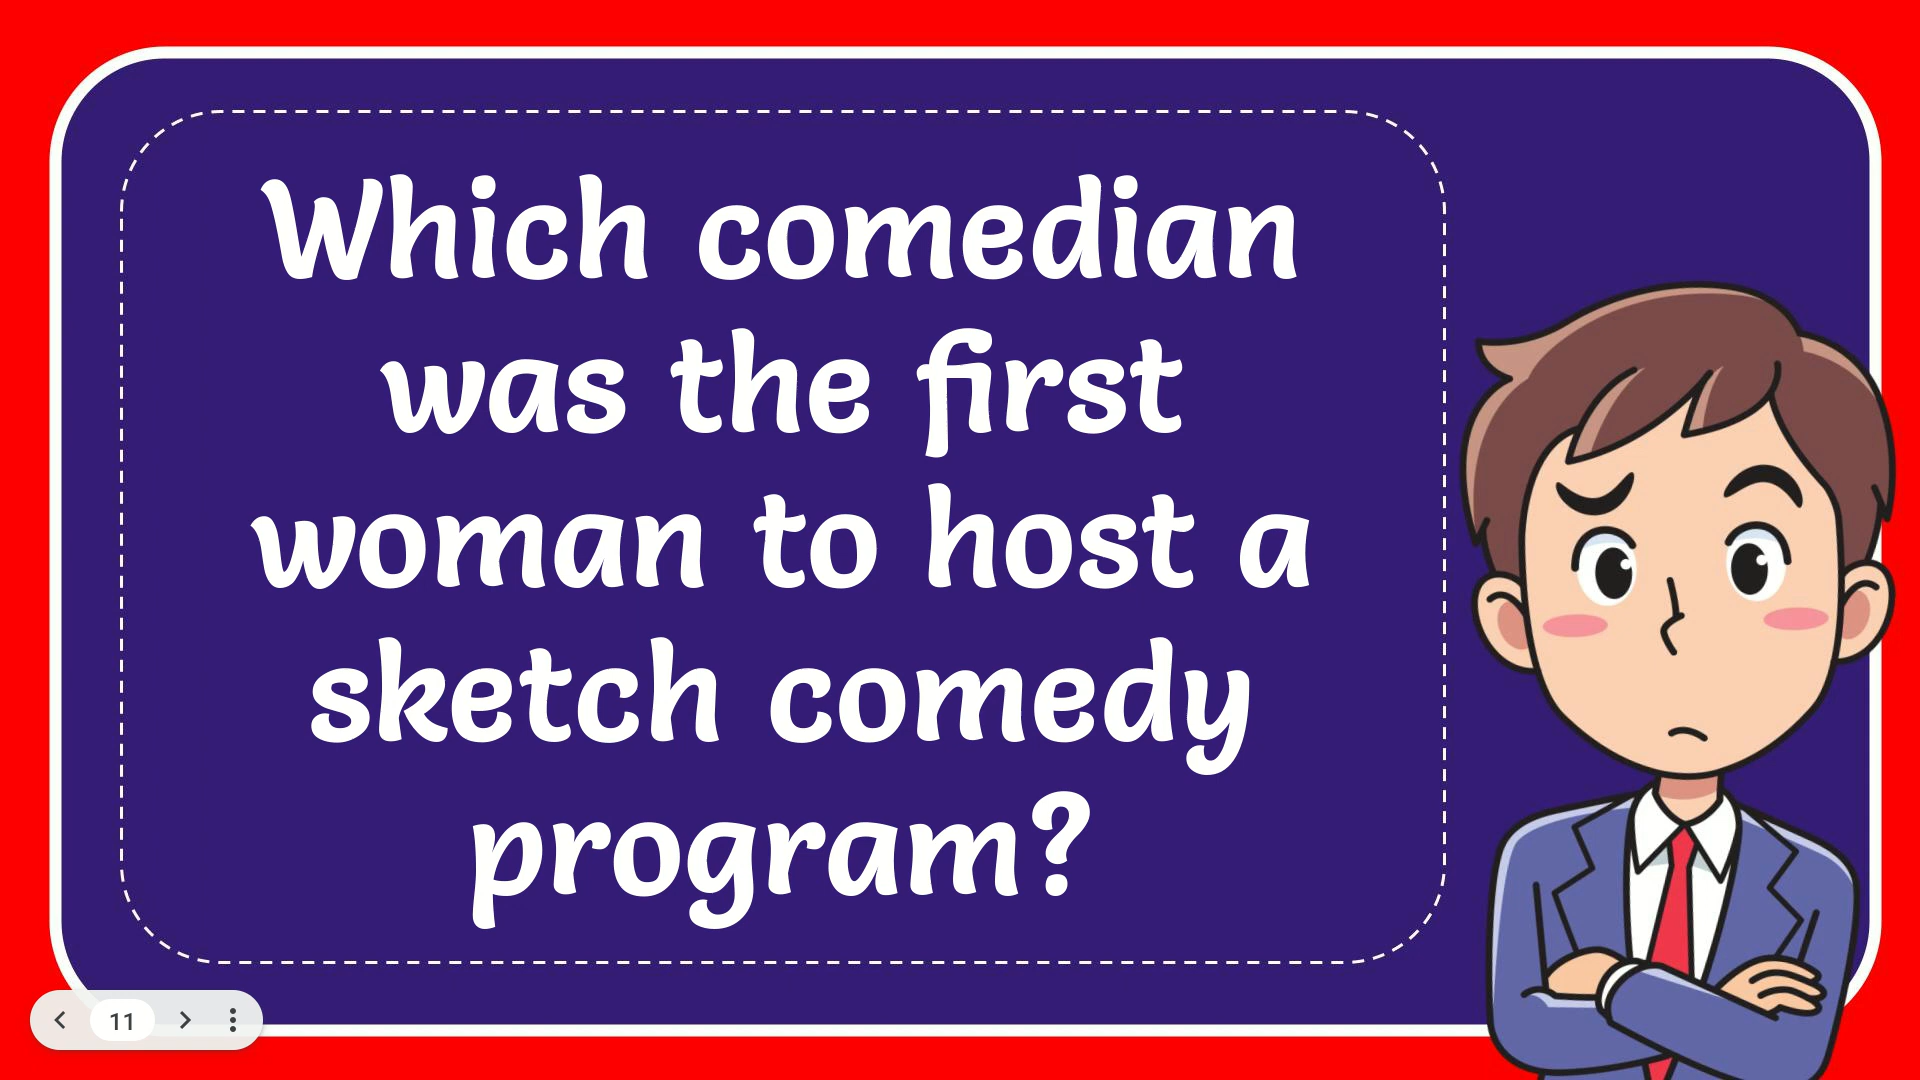 Which comedian
was the first
woman to host a
sketch comedy
program?
11